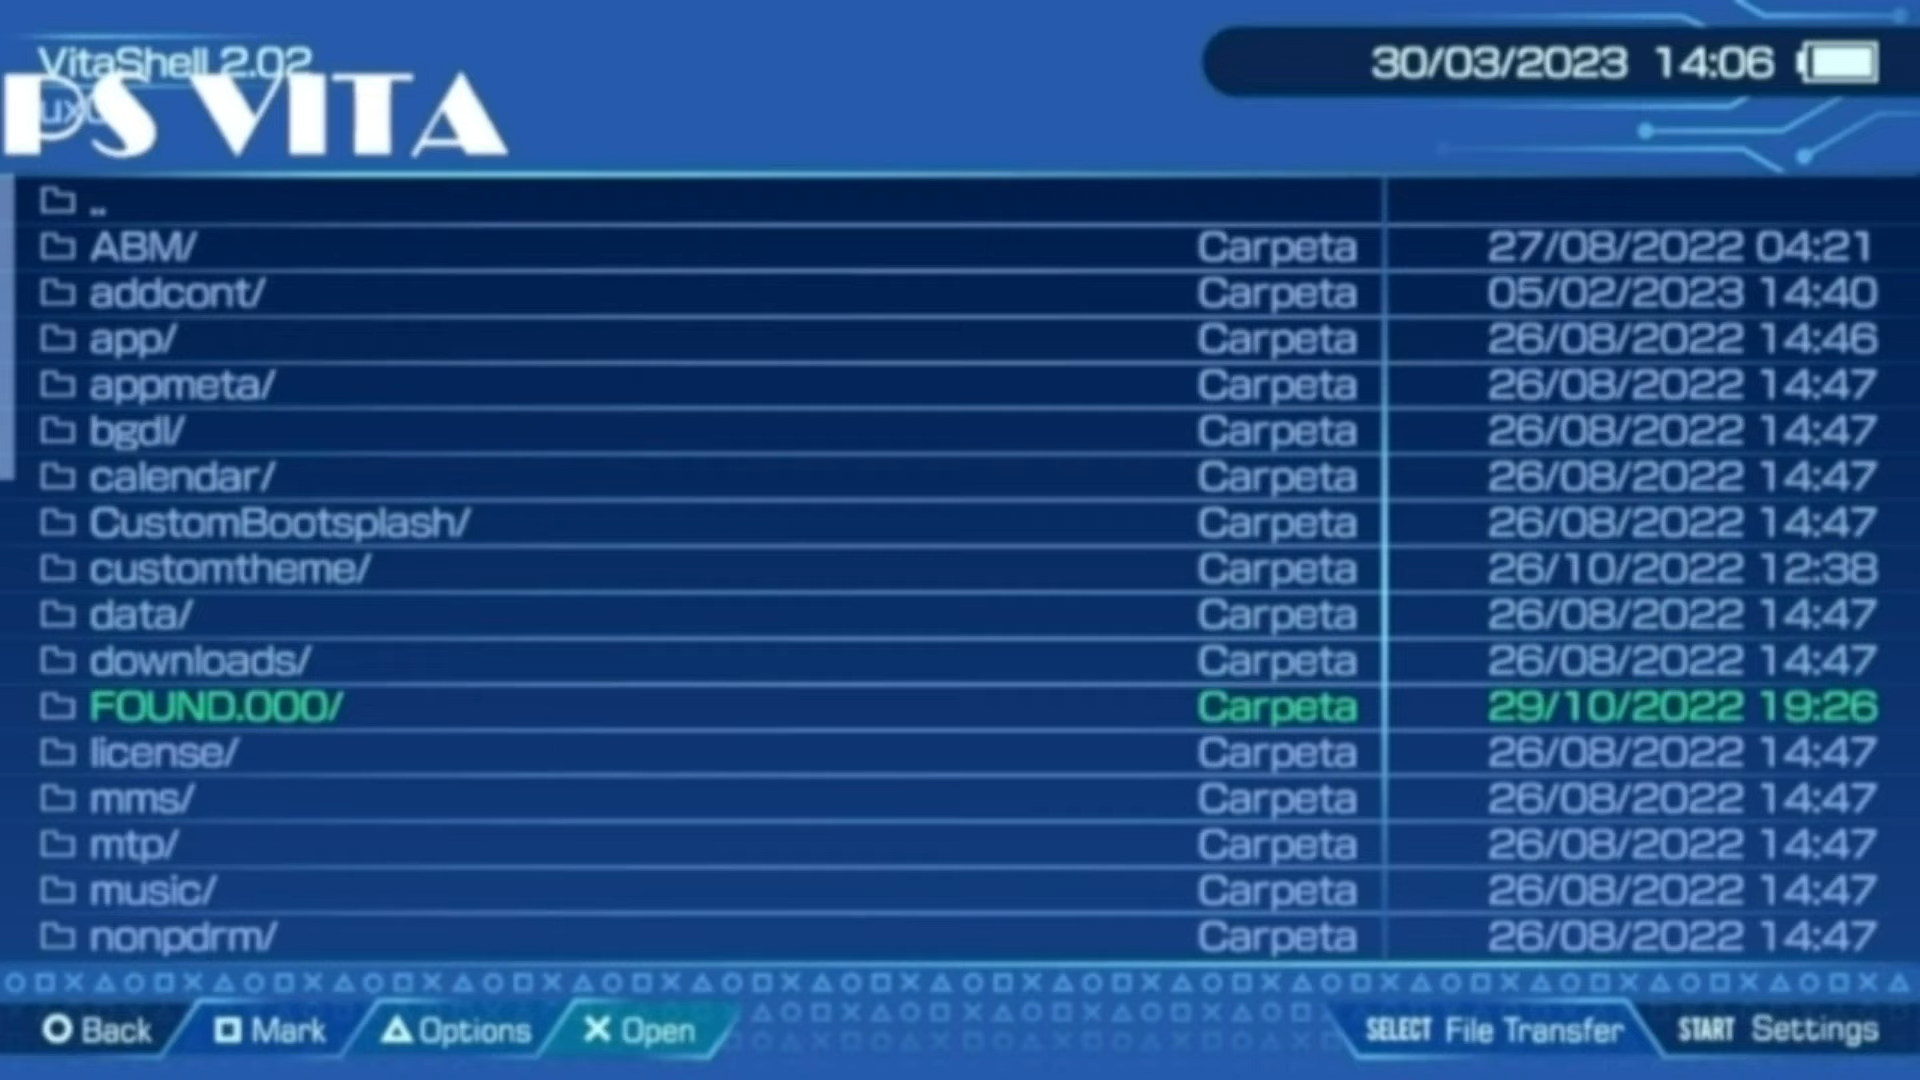 VitaShell 2.02
30/03/2023 14:06
PS VITA
..
ABM/ Carpeta 27/08/2022 04:21
addcont/ Carpeta 05/02/2023 14:40
app/ Carpeta 26/08/2022 14:46
appmeta/ Carpeta 26/08/2022 14:47
bgdl/ Carpeta 26/08/2022 14:47
calendar/ Carpeta 26/08/2022 14:47
CustomBootsplash/ Carpeta 26/08/2022 14:47
customtheme/ Carpeta 26/10/2022 12:38
data/ Carpeta 26/08/2022 14:47
downloads/ Carpeta 26/08/2022 14:47
FOUND.000/ Carpeta 29/10/2022 19:26
license/ Carpeta 26/08/2022 14:47
mms/ Carpeta 26/08/2022 14:47
mtp/ Carpeta 26/08/2022 14:47
music/ Carpeta 26/08/2022 14:47
nonpdrm/ Carpeta 26/08/2022 14:47
Back Mark Options Open SELECT File Transfer START Settings